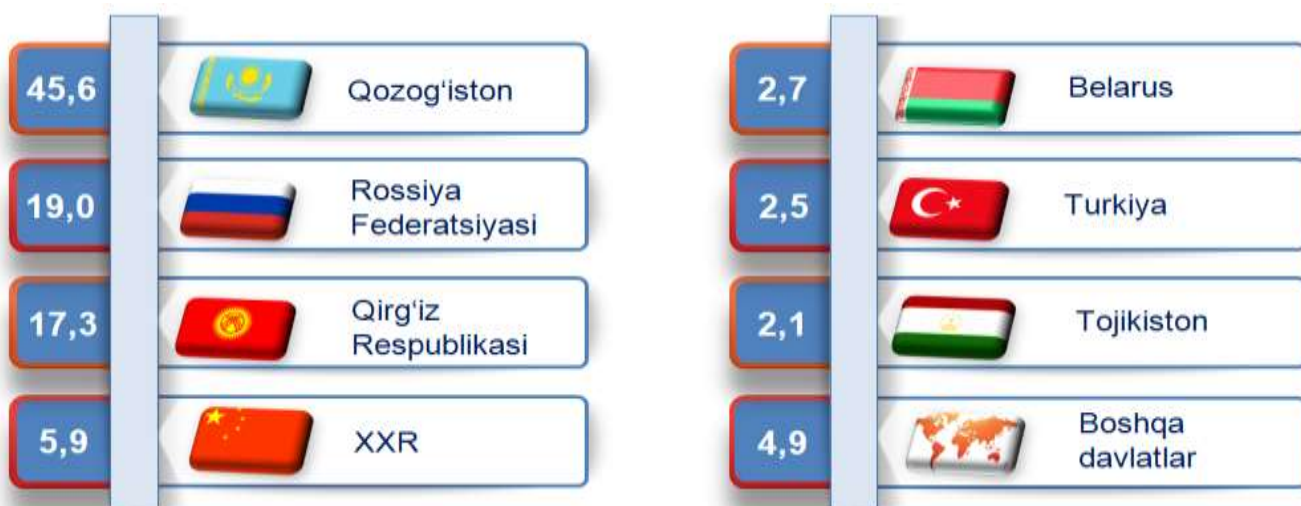 45,6
Qozog‘iston
19,0
Rossiya
Federatsiyasi
17,3
Qirg‘iz
Respublikasi
5,9
XXR
2,7
Belarus
2,5
Turkiya
2,1
Tojikiston
4,9
Boshqa
davlatlar